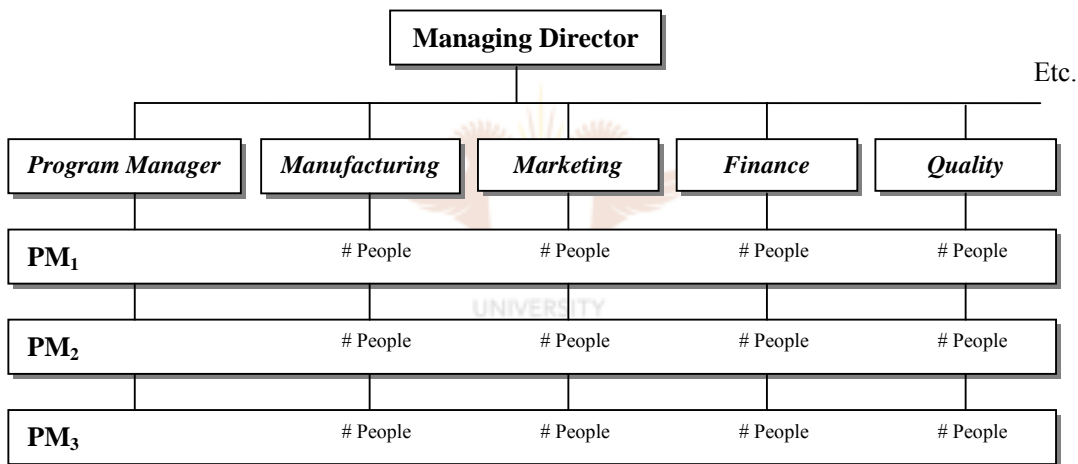 Managing Director
Etc.
Program Manager Manufacturing Marketing Finance Quality
PM₁ # People # People # People # People
UNIVERSITY
PM₂ # People # People # People # People
PM₃ # People # People # People # People